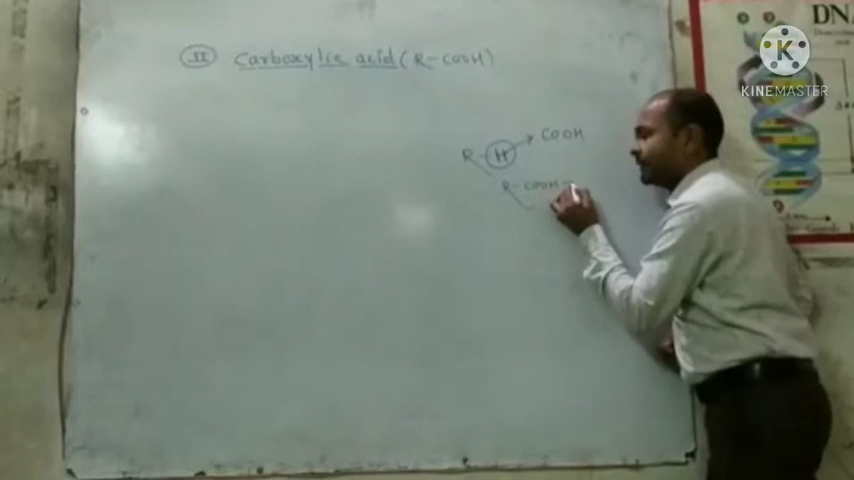 II Carboxylic acid (R-COOH)
R-H → COOH
R-COOH
DNA
K
KINEMASTER